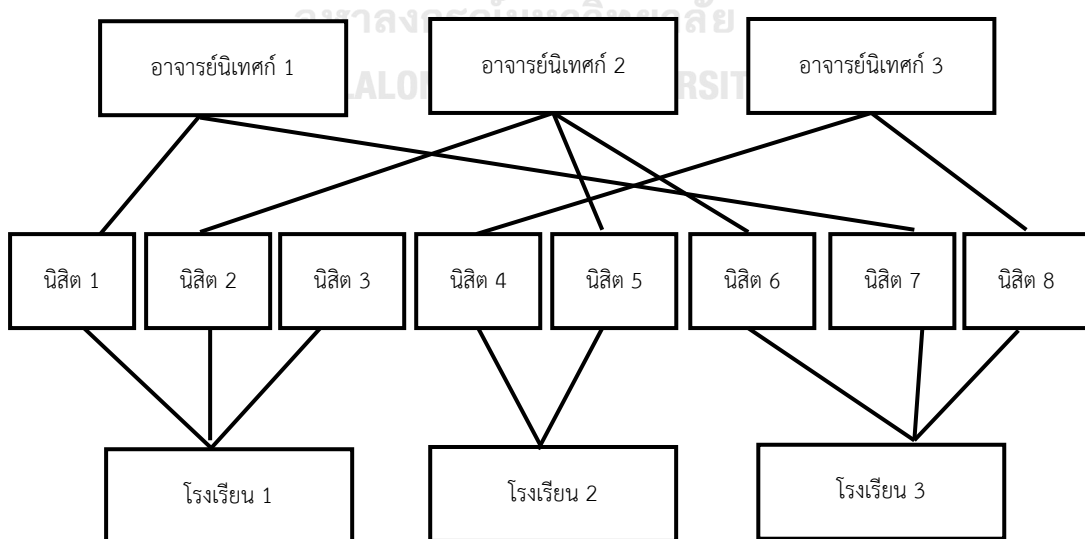 อาจารย์นิเทศก์ 1
อาจารย์นิเทศก์ 2
อาจารย์นิเทศก์ 3
นิสิต 1
นิสิต 2
นิสิต 3
นิสิต 4
นิสิต 5
นิสิต 6
นิสิต 7
นิสิต 8
โรงเรียน 1
โรงเรียน 2
โรงเรียน 3